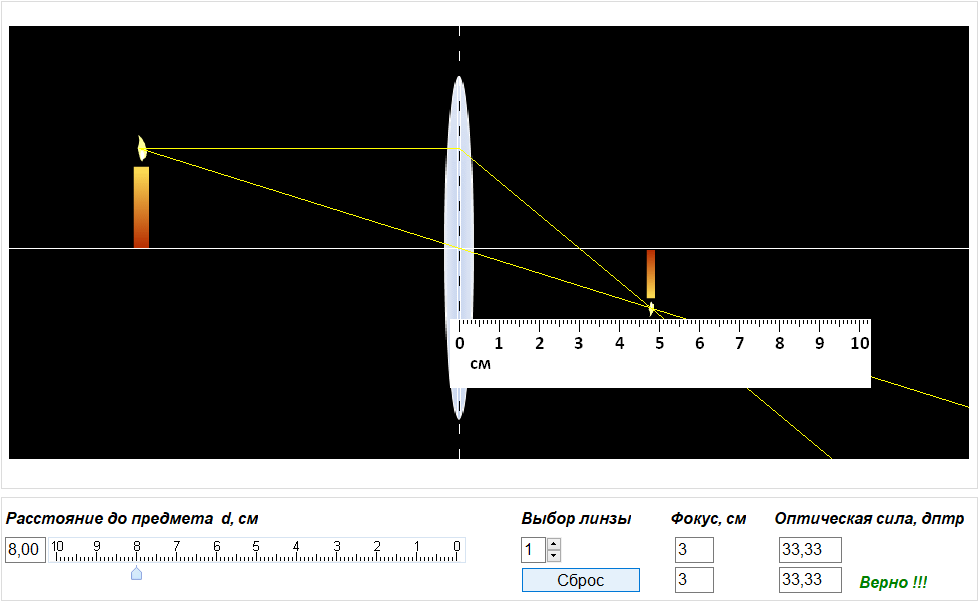 0 1 2 3 4 5 6 7 8 9 10
см
Расстояние до предмета d, см
Выбор линзы
Фокус, см
Оптическая сила, дптр
8,00
10 9 8 7 6 5 4 3 2 1 0
1
3
33,33
Сброс
3
33,33
Верно !!!